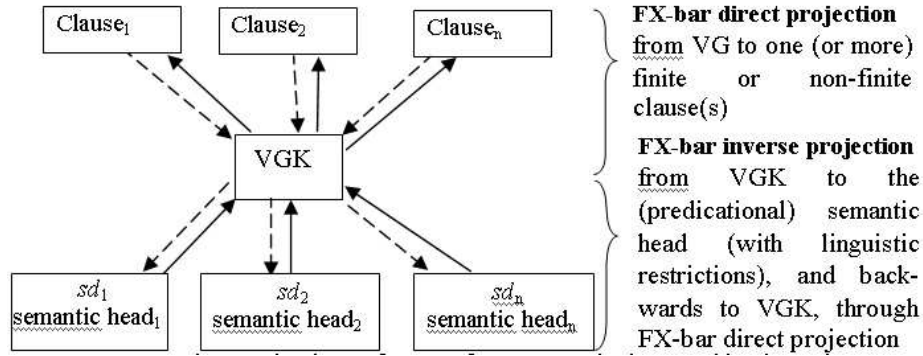 Clause1
Clause2
Clausen
VGK
sd1
semantic head1
sd2
semantic head2
sdn
semantic headn
FX-bar direct projection
from VG to one (or more)
finite or non-finite
clause(s)
FX-bar inverse projection
from VGK to the
(predicational) semantic
head (with linguistic
restrictions), and back-
wards to VGK, through
FX-bar direct projection